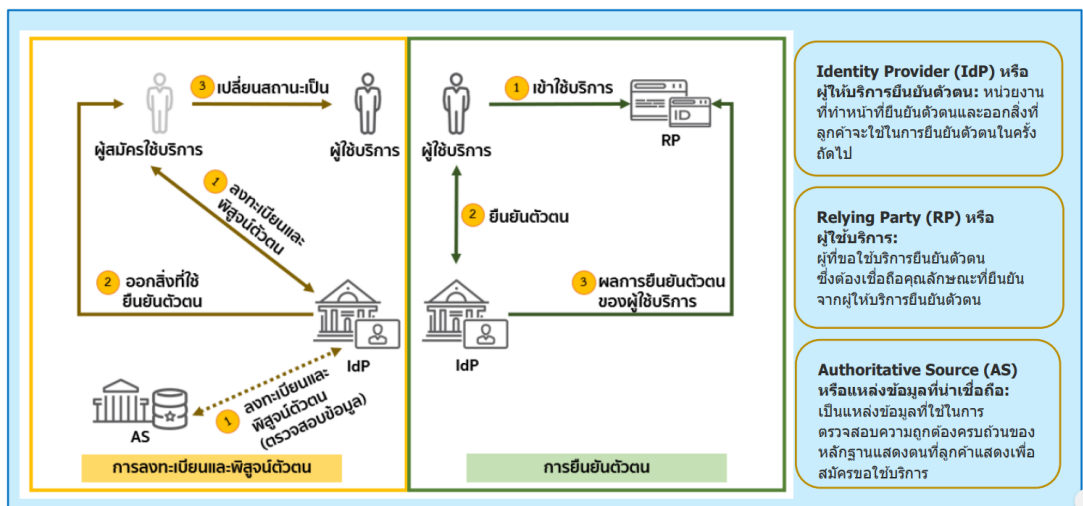 3 เปลี่ยนสถานะเป็น
ผู้สมัครใช้บริการ
ผู้ใช้บริการ
1 ลงทะเบียนและ
พิสูจน์ตัวตน
2 ออกสิ่งที่ใช้
ยืนยันตัวตน
IdP
AS
1 ลงทะเบียนและ
พิสูจน์ตัวตน
(ตรวจสอบข้อมูล)
การลงทะเบียนและพิสูจน์ตัวตน
1 เข้าใช้บริการ
ID
ผู้ใช้บริการ
RP
2 ยืนยันตัวตน
3 ผลการยืนยันตัวตน
ของผู้ใช้บริการ
IdP
การยืนยันตัวตน
Identity Provider (IdP) หรือ
ผู้ให้บริการยืนยันตัวตน: หน่วยงาน
ที่ทำหน้าที่ยืนยันตัวตนและออกสิ่งที่
ลูกค้าจะใช้ในการยืนยันตัวตนในครั้ง
ถัดไป
Relying Party (RP) หรือ
ผู้ใช้บริการ:
ผู้ที่ขอใช้บริการยืนยันตัวตน
ซึ่งต้องเชื่อถือคุณลักษณะที่ยืนยัน
จากผู้ให้บริการยืนยันตัวตน
Authoritative Source (AS)
หรือแหล่งข้อมูลที่น่าเชื่อถือ:
เป็นแหล่งข้อมูลที่ใช้ในการ
ตรวจสอบความถูกต้องครบถ้วนของ
หลักฐานแสดงตนที่ลูกค้าแสดงเพื่อ
สมัครขอใช้บริการ